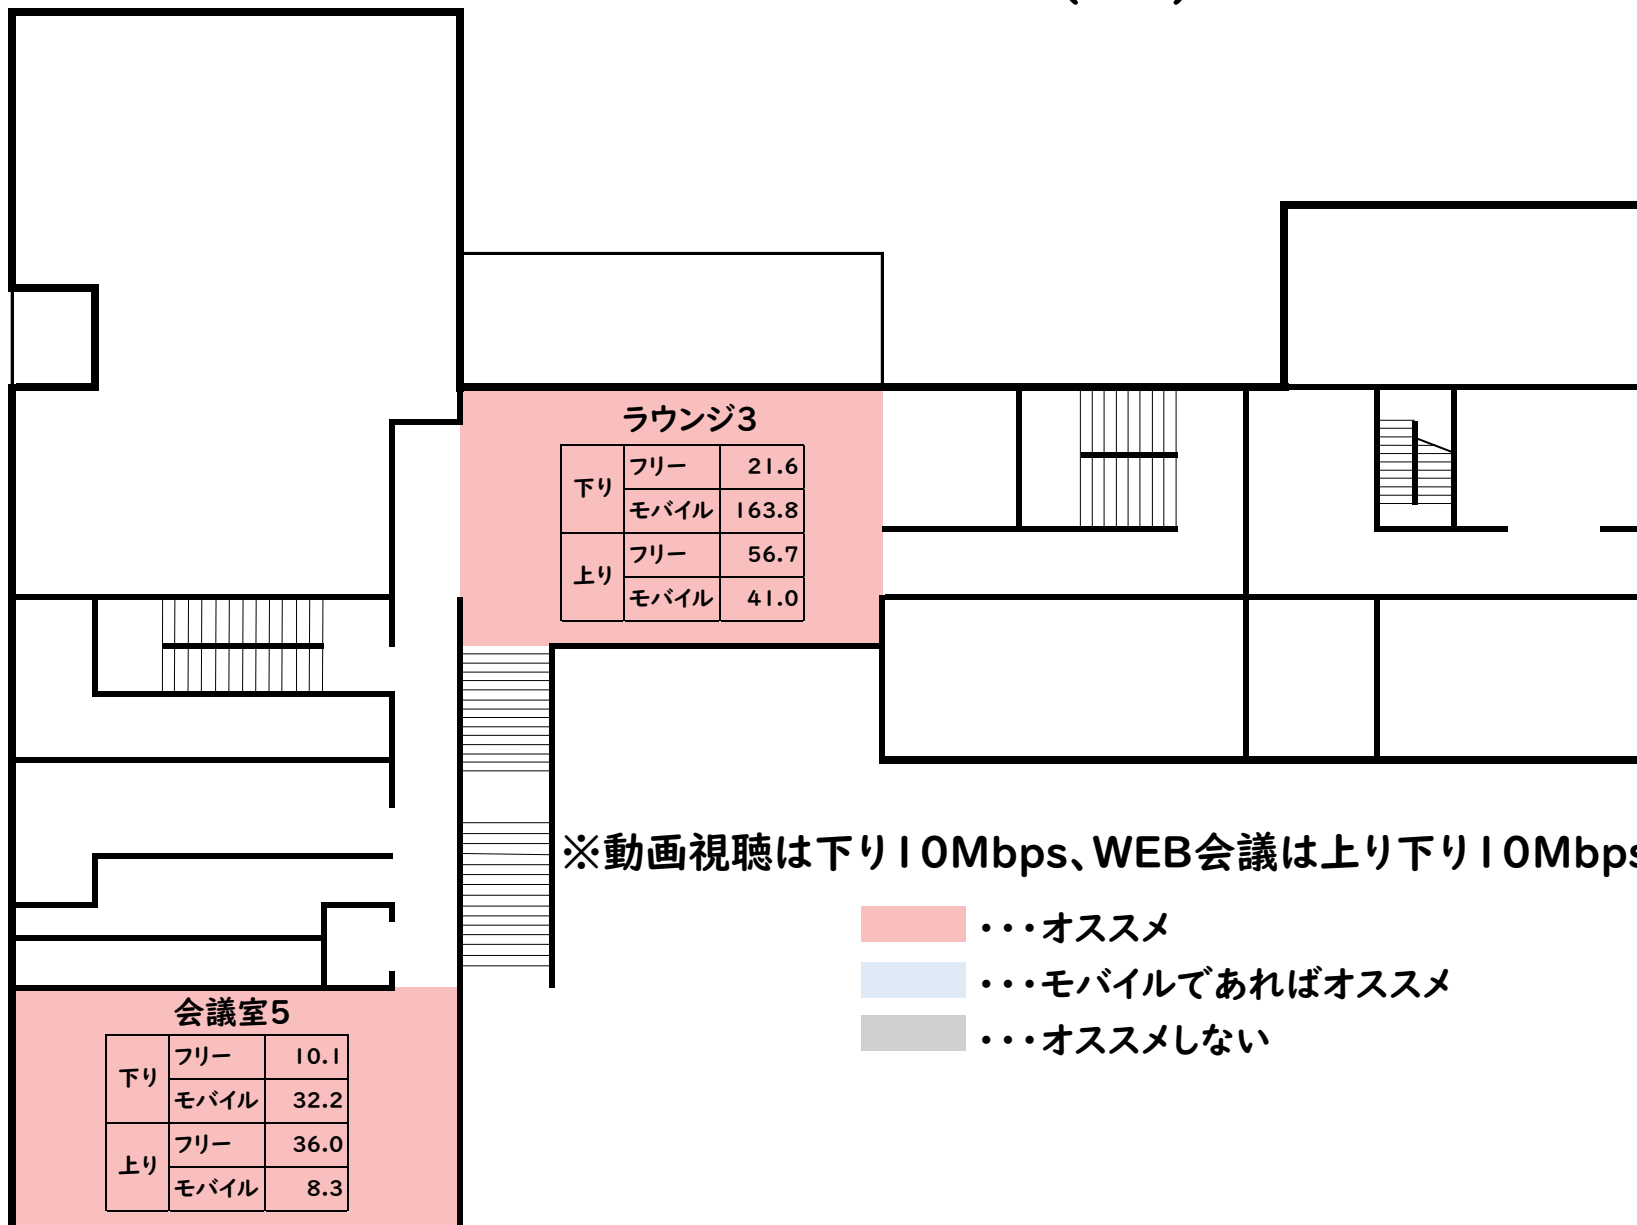 ラウンジ3
下り フリー 21.6
モバイル 163.8
上り フリー 56.7
モバイル 41.0
※動画視聴は下り10Mbps、WEB会議は上り下り10Mbps
・・・オススメ
・・・モバイルであればオススメ
・・・オススメしない
会議室5
下り フリー 10.1
モバイル 32.2
上り フリー 36.0
モバイル 8.3